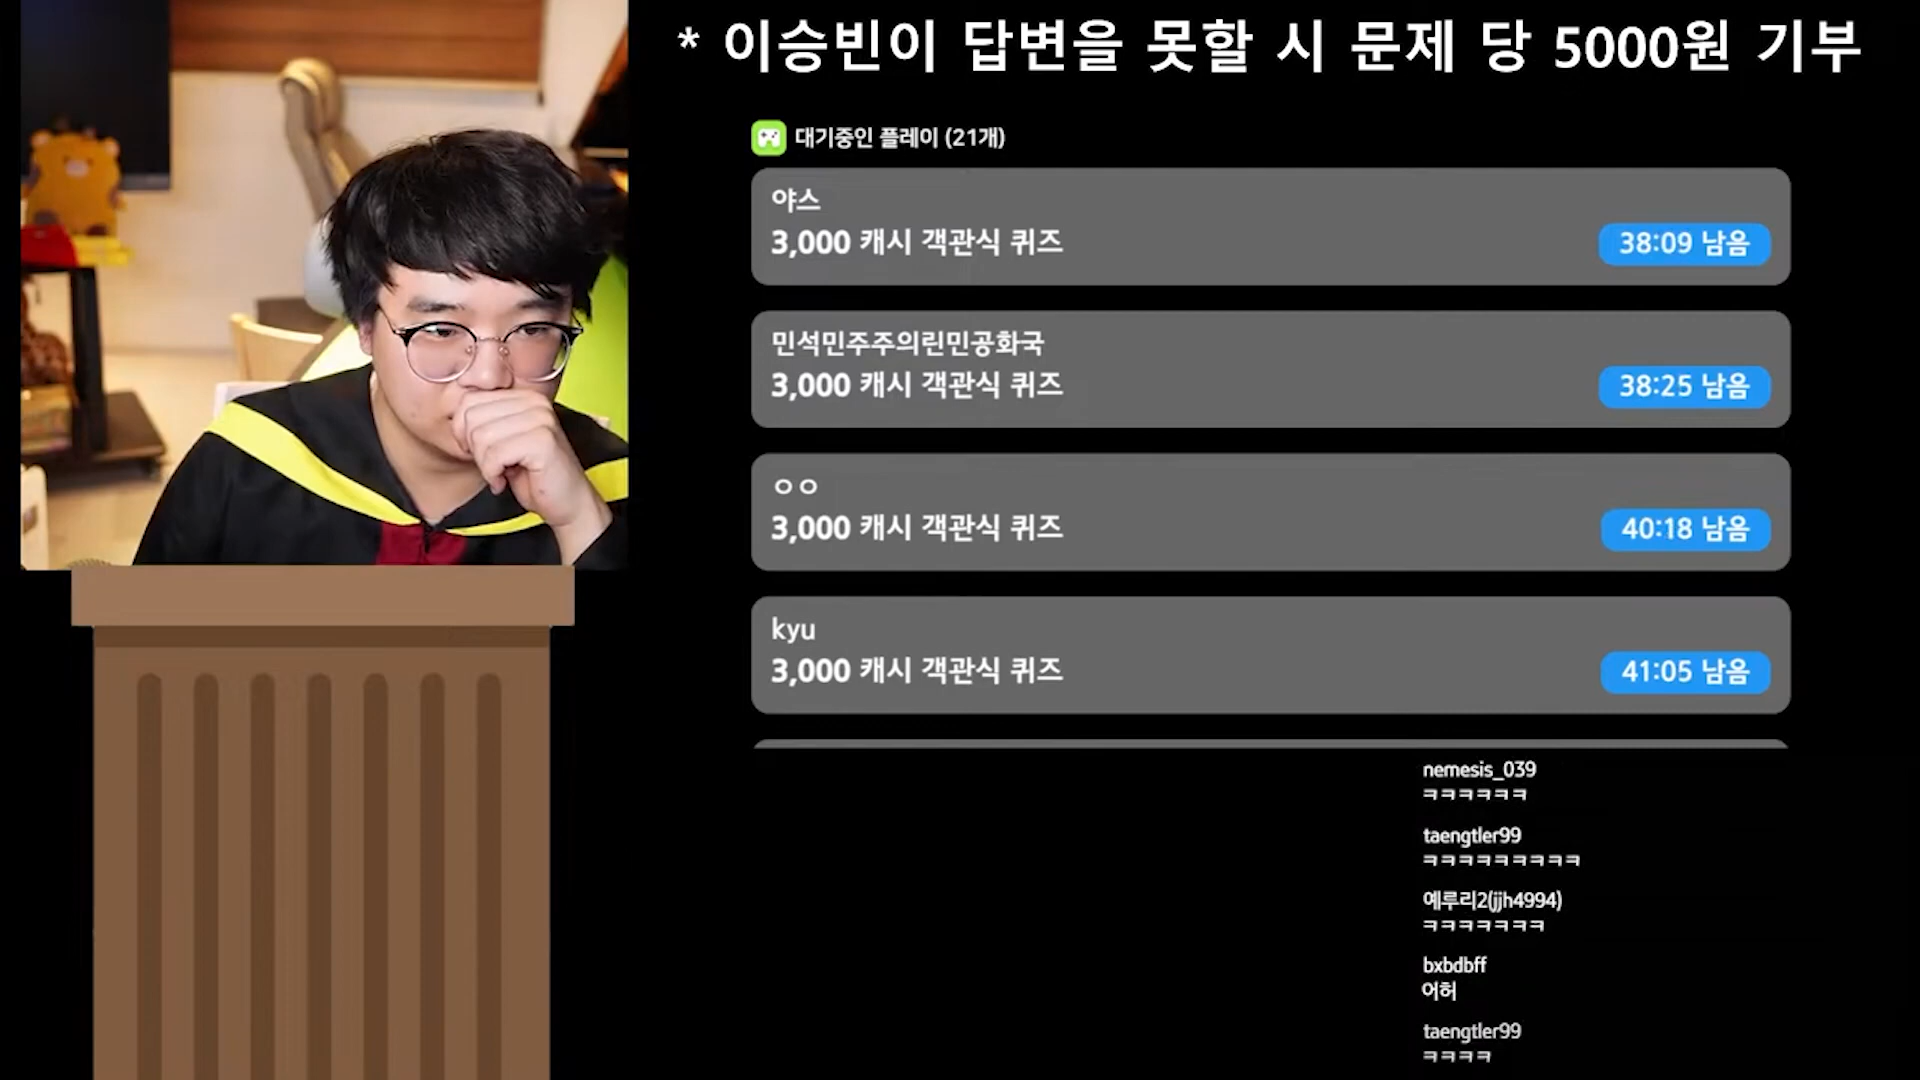 * 이승빈이 답변을 못할 시 문제 당 5000원 기부
대기중인 플레이 (21개)
야스
3,000 캐시 객관식 퀴즈
38:09 남음
민석민주주의린민공화국
3,000 캐시 객관식 퀴즈
38:25 남음
ㅇㅇ
3,000 캐시 객관식 퀴즈
40:18 남음
kyu
3,000 캐시 객관식 퀴즈
41:05 남음
nemesis_039
ㅋㅋㅋㅋㅋㅋ
taengtler99
ㅋㅋㅋㅋㅋㅋㅋㅋㅋ
예루리2(jjh4994)
ㅋㅋㅋㅋㅋㅋㅋ
bxbdbff
어허
taengtler99
ㅋㅋㅋㅋ